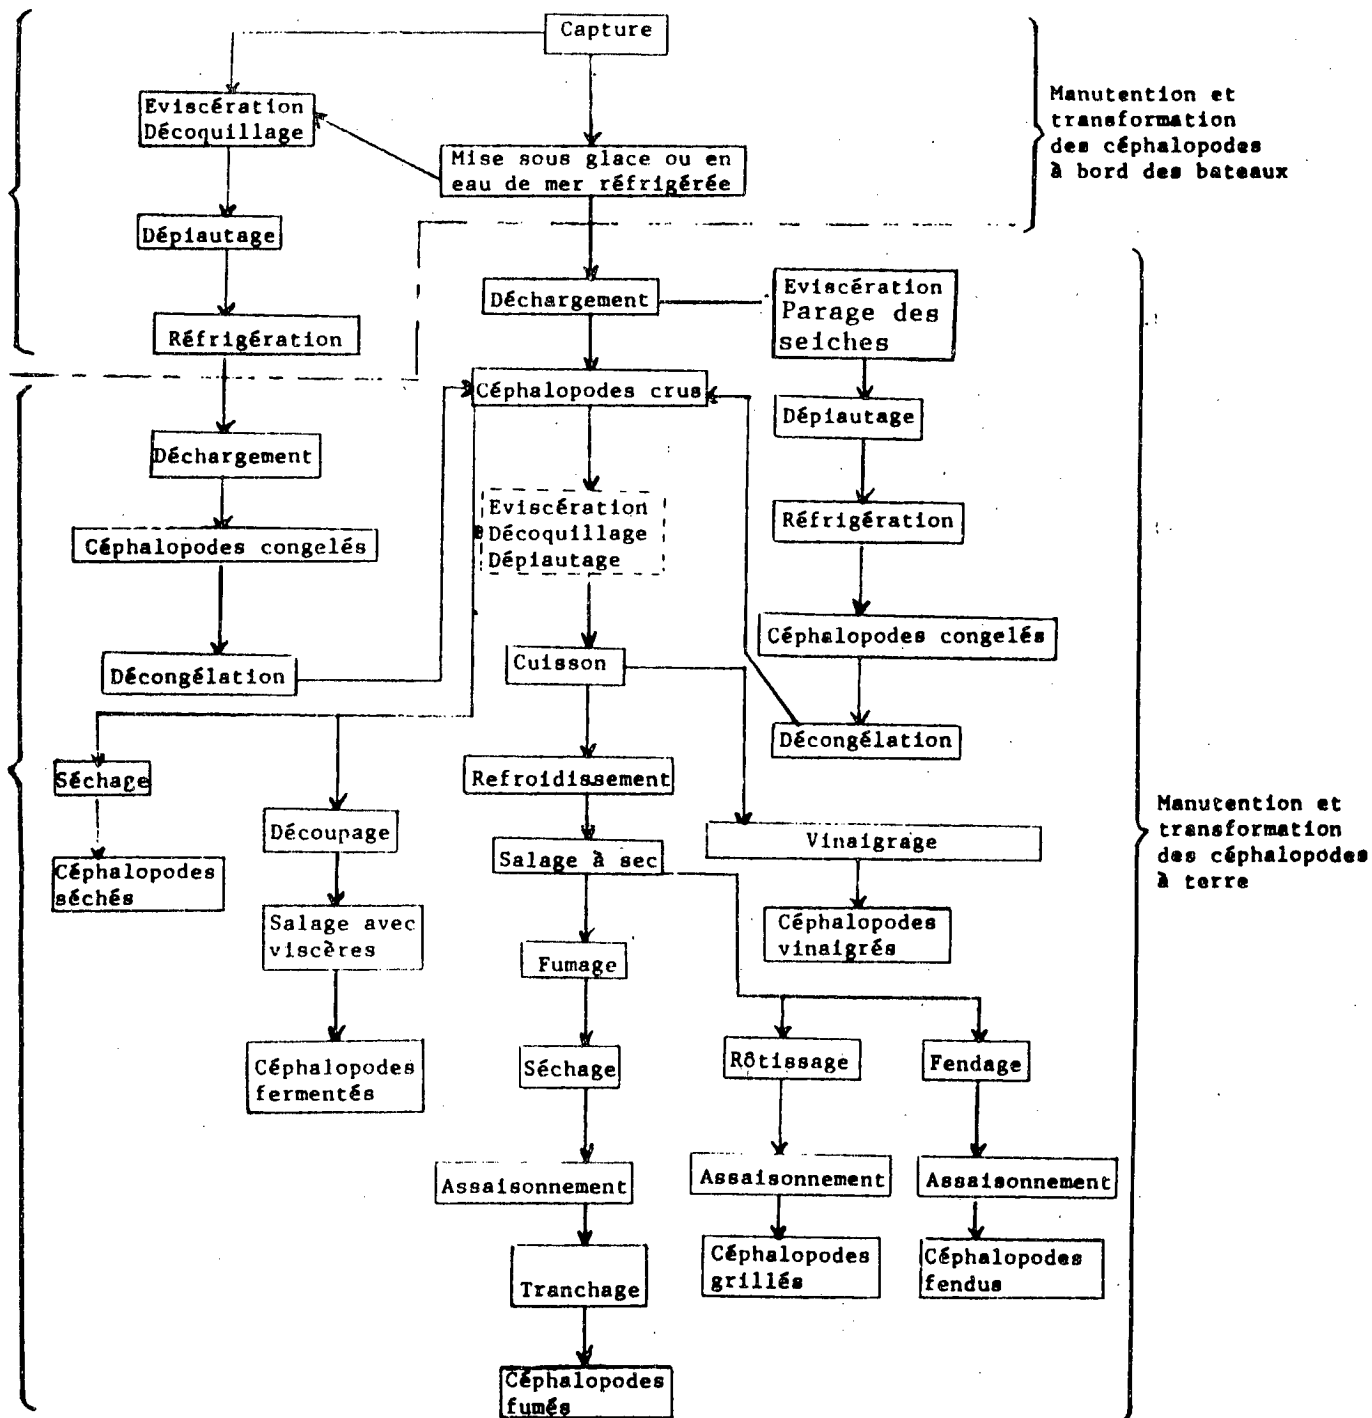 Capture
Eviscération
Décoquillage
Mise sous glace ou en
eau de mer réfrigérée
Manutention et
transformation
des céphalopodes
à bord des bateaux
Dépiautage
Réfrigération
Déchargement
Eviscération
Parage des
seiches
Céphalopodes crus
Dépiautage
Déchargement
Eviscération
Décoquillage
Dépiautage
Réfrigération
Céphalopodes congelés
Céphalopodes congelés
Cuisson
Décongélation
Décongélation
Séchage
Refroidissement
Découpage
Vinaigrage
Manutention et
transformation
des céphalopodes
à terre
Salage à sec
Céphalopodes
séchés
Salage avec
viscères
Céphalopodes
vinaigrés
Fumage
Céphalopodes
fermentés
Séchage
Rôtissage
Fendage
Assaisonnement
Assaisonnement
Assaisonnement
Tranchage
Céphalopodes
grillés
Céphalopodes
fendus
Céphalopodes
fumés